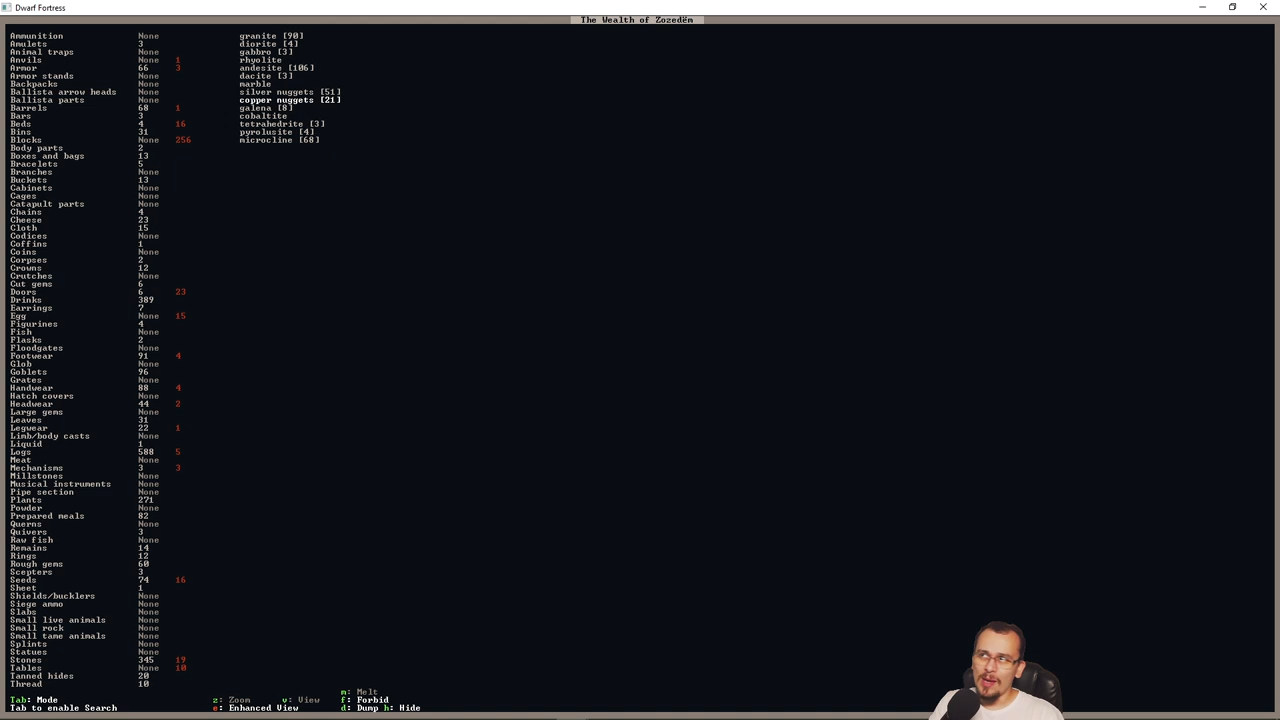 Dwarf Fortress
The Wealth of Zozedêm
Ammunition None granite [90]
Amulets 3 diorite [4]
Animal traps None gabbro [3]
Anvils None 1 rhyolite
Armor 66 3 andesite [106]
Armor stands None dacite [3]
Backpacks None marble
Ballista arrow heads None silver nuggets [51]
Ballista parts None copper nuggets [21]
Barrels 68 1 galena [8]
Bars 3 cobaltite
Beds 4 16 tetrahedrite [3]
Bins 31 pyrolusite [4]
Blocks None 256 microcline [68]
Body parts 2
Boxes and bags 13
Bracelets 5
Branches None
Buckets 13
Cabinets None
Cages None
Catapult parts None
Chains 4
Cheese 23
Cloth 15
Codices None
Coffins 1
Coins None
Corpses 2
Crowns 12
Crutches None
Cut gems 6
Doors 6 23
Drinks 389
Earrings 7
Egg None 15
Figurines 4
Fish None
Flasks 2
Floodgates None
Footwear 91 4
Glob None
Goblets 96
Grates None
Handwear 88 4
Hatch covers None
Headwear 44 2
Large gems None
Leaves 31
Legwear 22 1
Limb/body casts None
Liquid 1
Logs 588 5
Meat None
Mechanisms 3 3
Millstones None
Musical instruments None
Pipe section None
Plants 271
Powder None
Prepared meals 82
Querns None
Quivers 3
Raw fish None
Remains 14
Rings 12
Rough gems 60
Scepters 3
Seeds 74 16
Sheet 1
Shields/bucklers None
Siege ammo None
Slabs None
Small live animals None
Small rock None
Small tame animals None
Splints None
Statues None
Stones 345 19
Tables None 10
Tanned hides 20
Thread 10
m: Melt
Tab: Mode z: Zoom v: View f: Forbid
Tab to enable Search e: Enhanced View d: Dump h: Hide